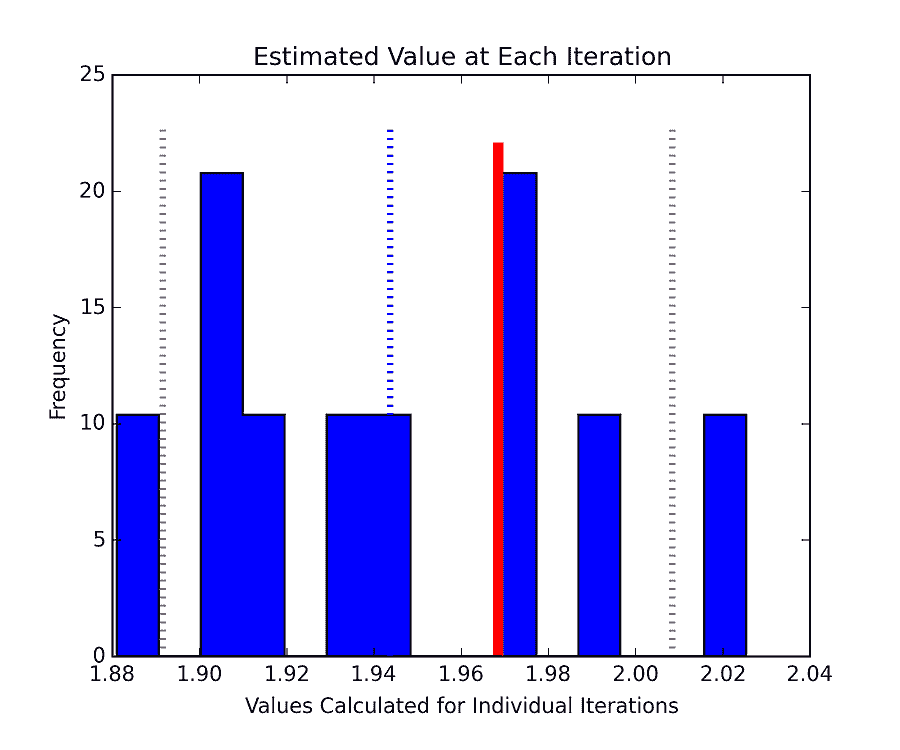 Estimated Value at Each Iteration
25
20
15
10
5
0
Frequency
1.88 1.90 1.92 1.94 1.96 1.98 2.00 2.02 2.04
Values Calculated for Individual Iterations